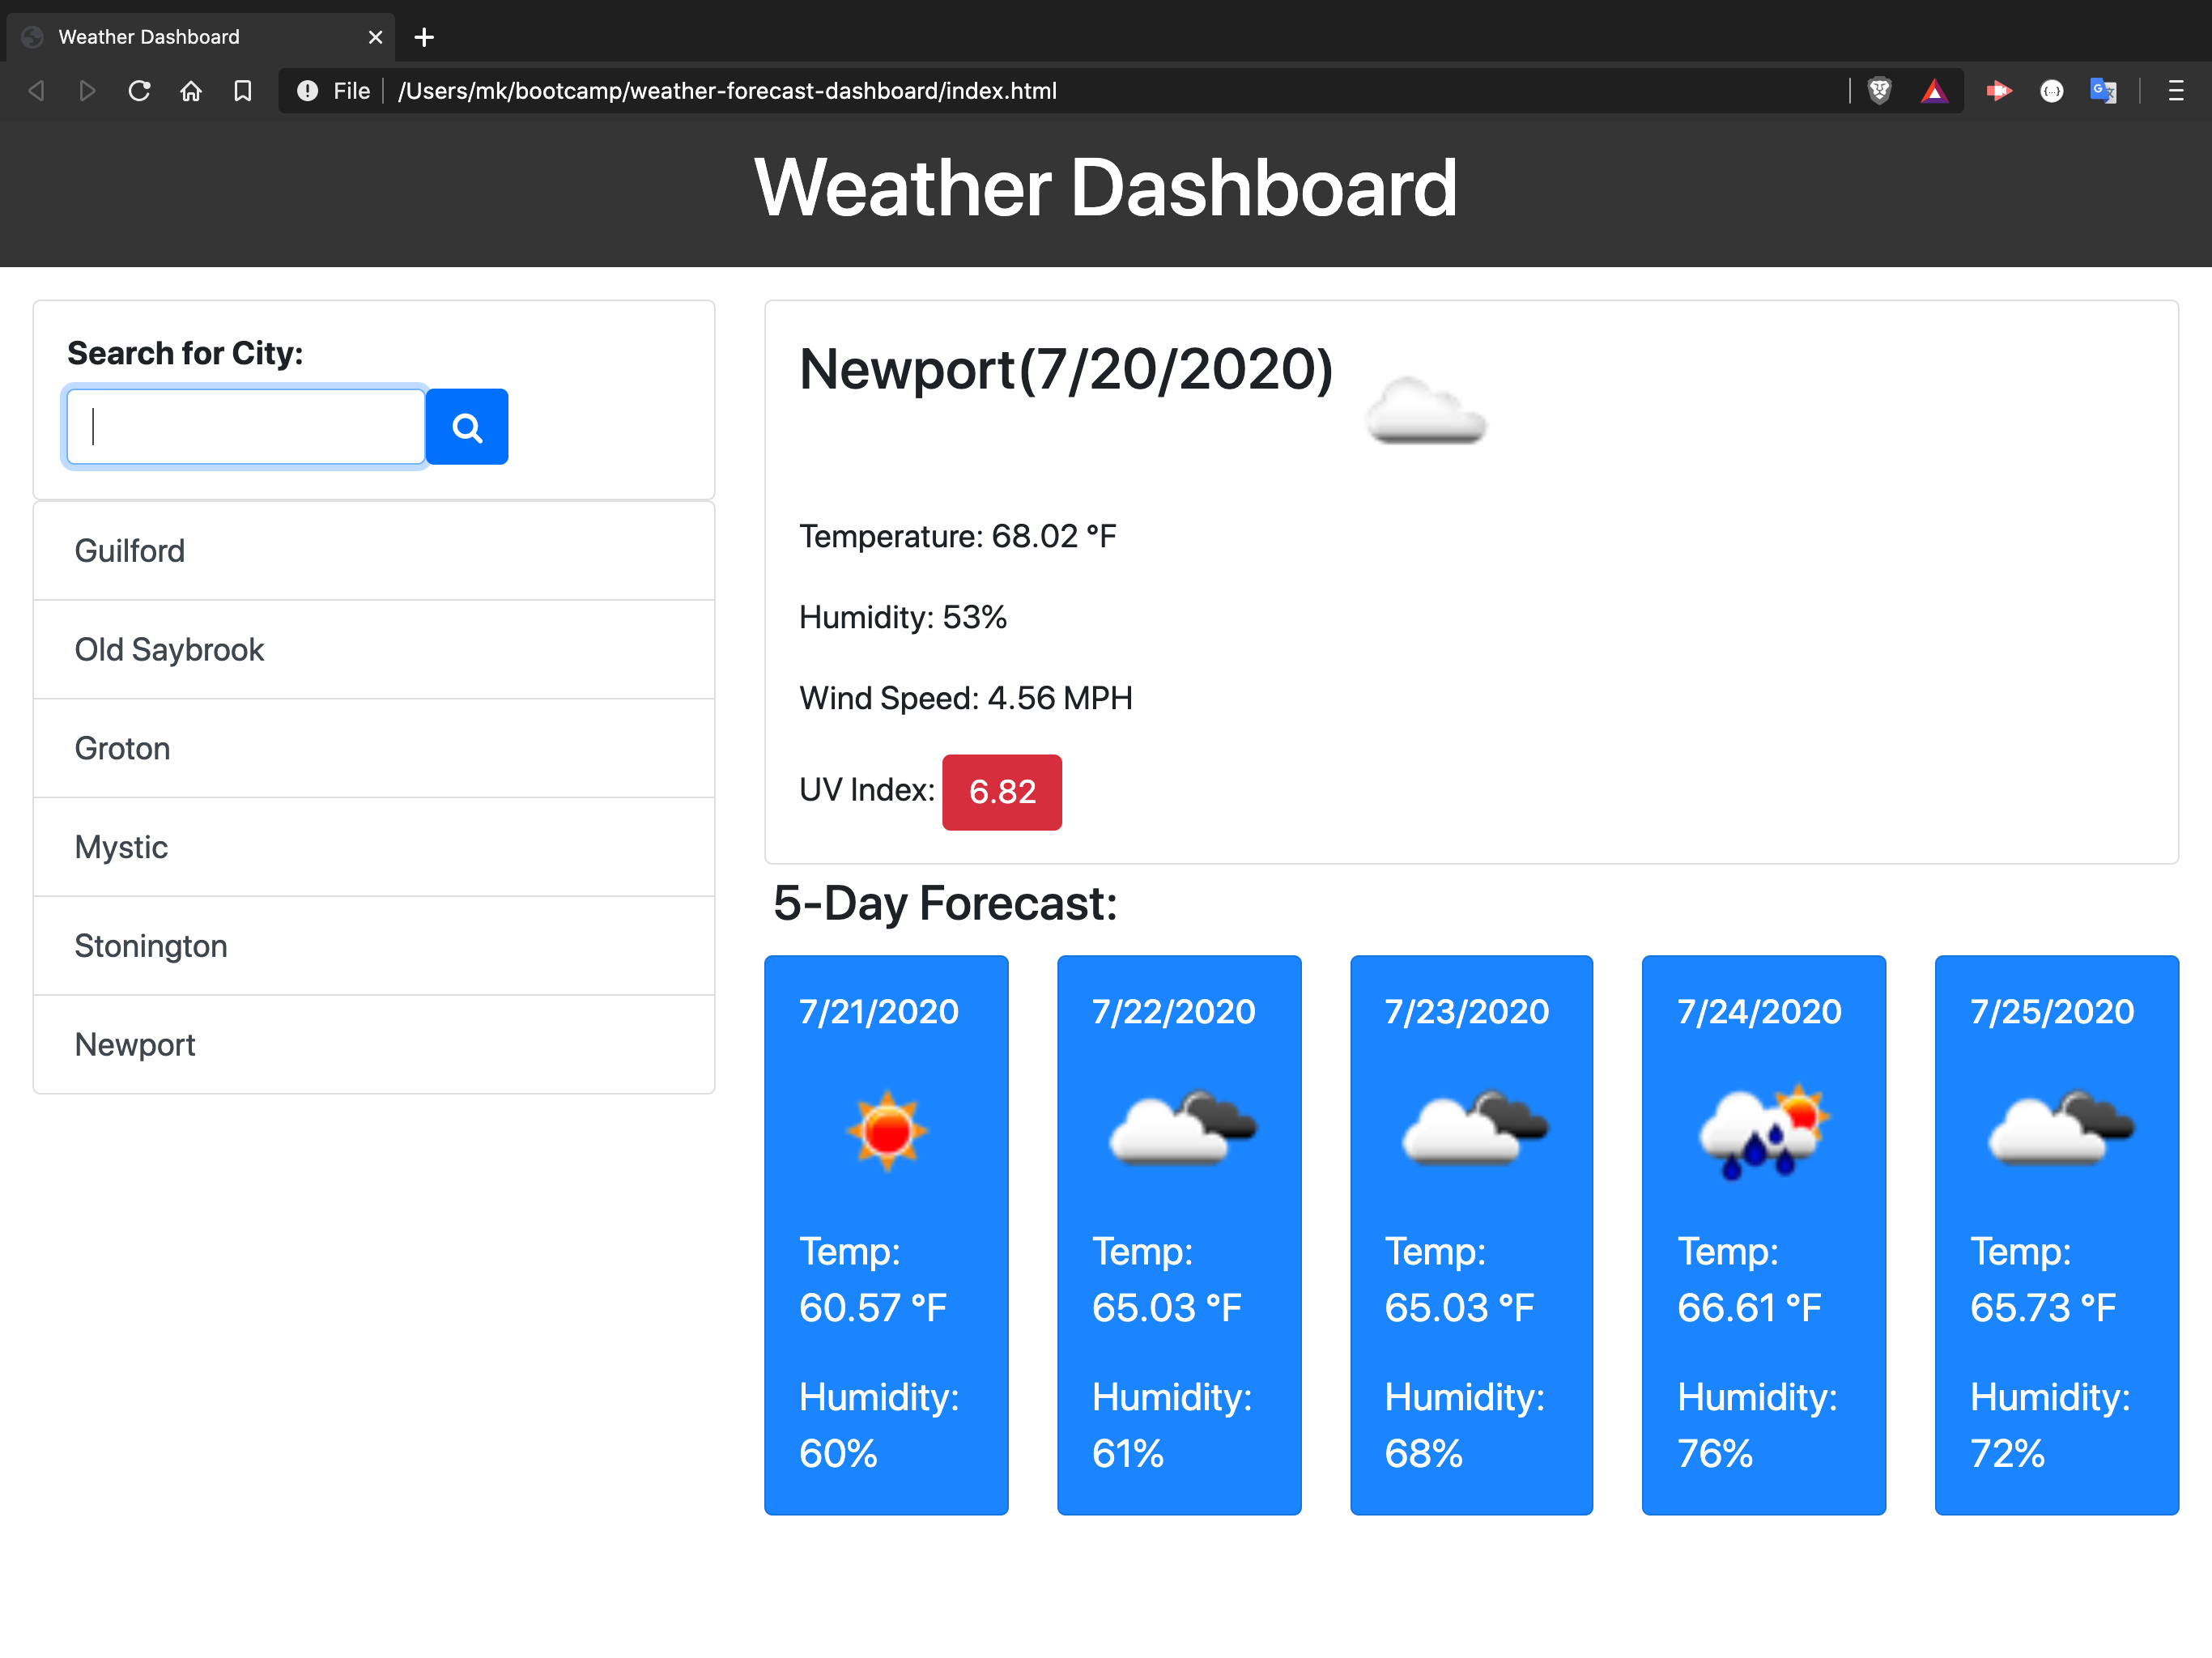 Weather Dashboard
File /Users/mk/bootcamp/weather-forecast-dashboard/index.html
Weather Dashboard
Search for City:
Guilford
Old Saybrook
Groton
Mystic
Stonington
Newport
Newport(7/20/2020)
Temperature: 68.02 °F
Humidity: 53%
Wind Speed: 4.56 MPH
UV Index: 6.82
5-Day Forecast:
7/21/2020
Temp:
60.57 °F
Humidity:
60%
7/22/2020
Temp:
65.03 °F
Humidity:
61%
7/23/2020
Temp:
65.03 °F
Humidity:
68%
7/24/2020
Temp:
66.61 °F
Humidity:
76%
7/25/2020
Temp:
65.73 °F
Humidity:
72%